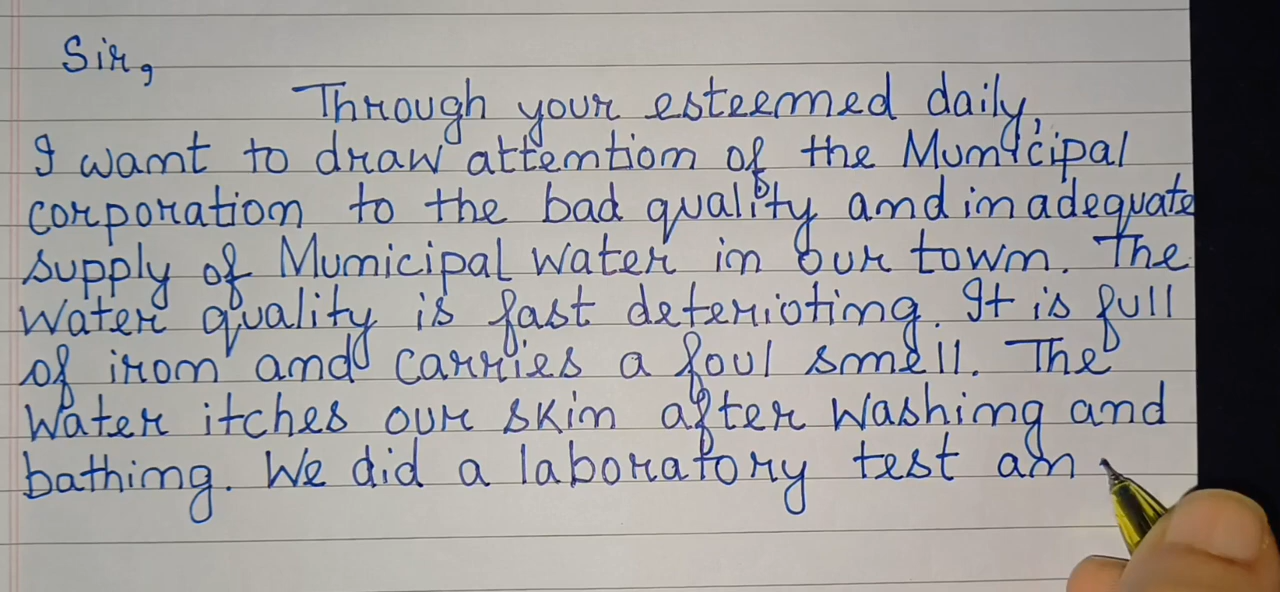 Sir,
Through your esteemed daily,
I want to draw attention of the Municipal
corporation to the bad quality and inadequate
supply of Municipal water in our town. The
water quality is fast deterioting. It is full
of iron and carries a foul smell. The
water itches our skin after washing and
bathing. We did a laboratory test an